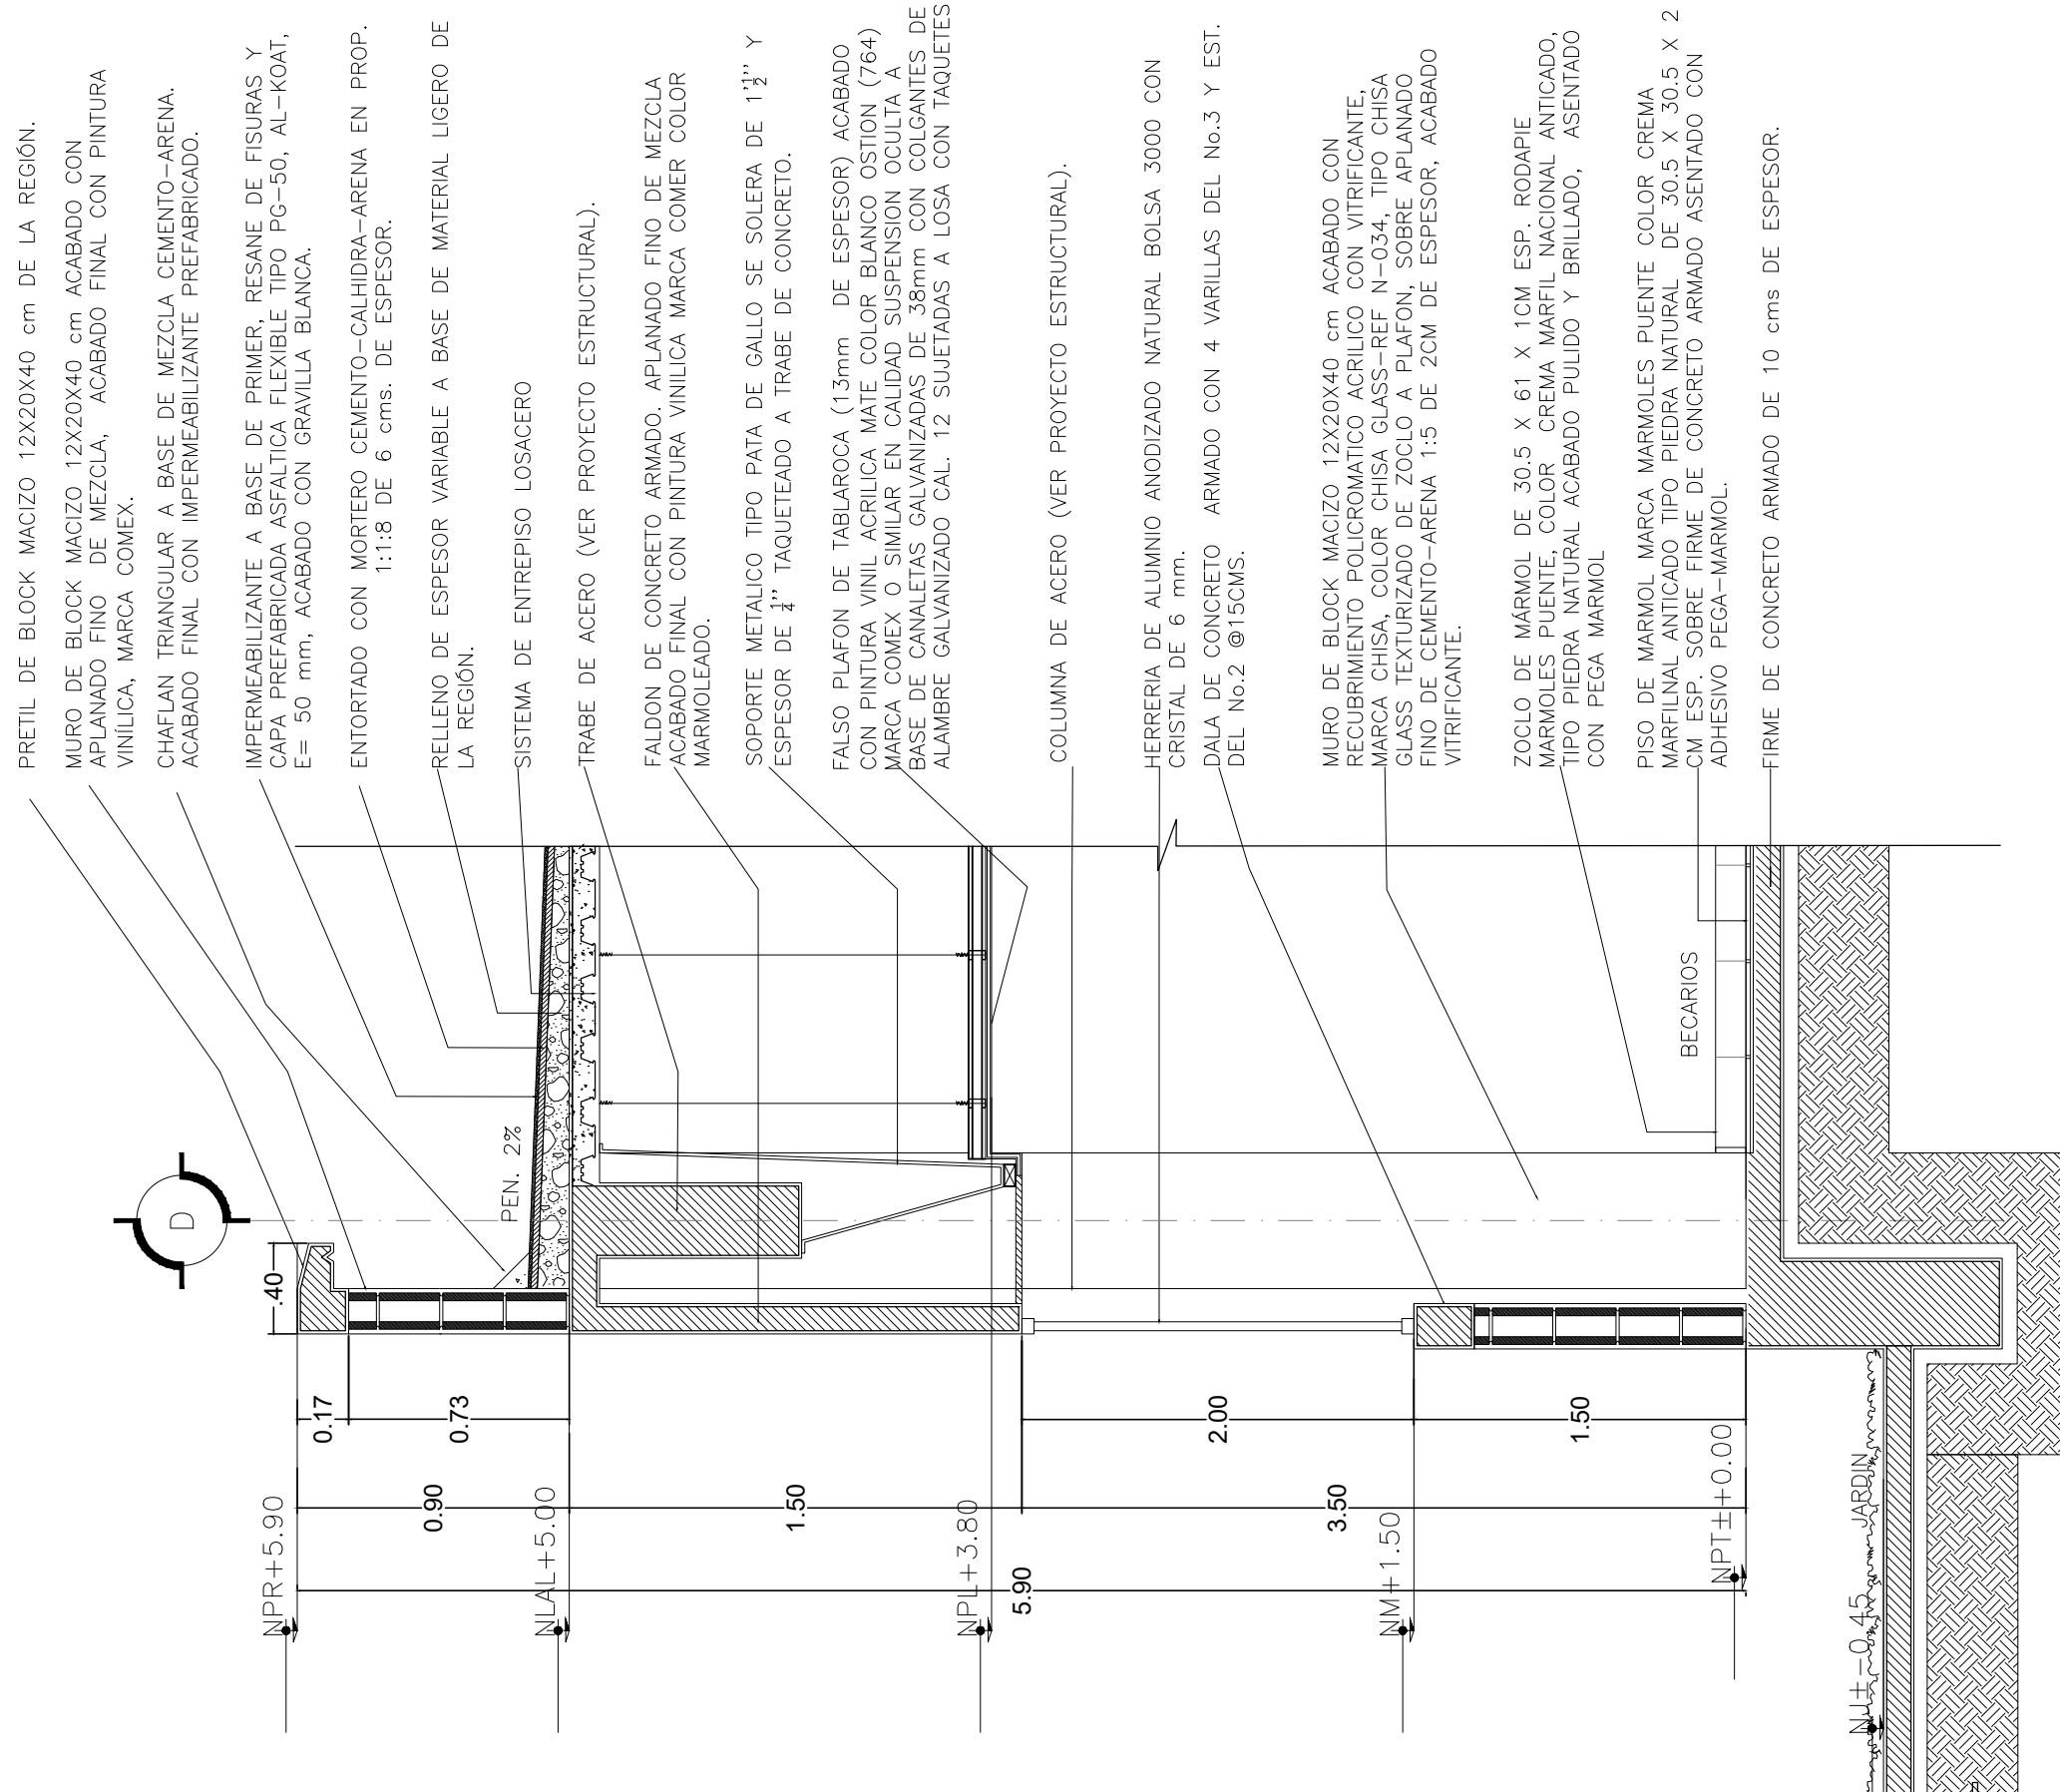 PRETIL DE BLOCK MACIZO 12X20X40 cm DE LA REGIÓN.
MURO DE BLOCK MACIZO 12X20X40 cm ACABADO CON
APLANADO FINO DE MEZCLA, ACABADO FINAL CON PINTURA
VINÍLICA, MARCA COMEX.
CHAFLAN TRIANGULAR A BASE DE MEZCLA CEMENTO-ARENA.
ACABADO FINAL CON IMPERMEABILIZANTE PREFABRICADO.
IMPERMEABILIZANTE A BASE DE PRIMER, RESANE DE FISURAS Y
CAPA PREFABRICADA ASFALTICA FLEXIBLE TIPO PG-50, AL-KOAT,
E= 50 mm, ACABADO CON GRAVILLA BLANCA.
ENTORTADO CON MORTERO CEMENTO-CALHIDRA-ARENA EN PROP.
1:1:8 DE 6 cms. DE ESPESOR.
RELLENO DE ESPESOR VARIABLE A BASE DE MATERIAL LIGERO DE
LA REGIÓN.
SISTEMA DE ENTREPISO LOSACERO
TRABE DE ACERO (VER PROYECTO ESTRUCTURAL).
FALDON DE CONCRETO ARMADO. APLANADO FINO DE MEZCLA
ACABADO FINAL CON PINTURA VINILICA MARCA COMER COLOR
MARMOLEADO.
SOPORTE METALICO TIPO PATA DE GALLO SE SOLERA DE 1'½'' Y
ESPESOR DE ¼'' TAQUETEADO A TRABE DE CONCRETO.
FALSO PLAFON DE TABLAROCA (13mm DE ESPESOR) ACABADO
CON PINTURA VINIL ACRILICA MATE COLOR BLANCO OSTION (764)
MARCA COMEX O SIMILAR EN CALIDAD SUSPENSION OCULTA A
BASE DE CANALETAS GALVANIZADAS DE 38mm CON COLGANTES DE
ALAMBRE GALVANIZADO CAL. 12 SUJETADAS A LOSA CON TAQUETES
COLUMNA DE ACERO (VER PROYECTO ESTRUCTURAL).
HERRERIA DE ALUMNIO ANODIZADO NATURAL BOLSA 3000 CON
CRISTAL DE 6 mm.
DALA DE CONCRETO ARMADO CON 4 VARILLAS DEL No.3 Y EST.
DEL No.2 @15CMS.
MURO DE BLOCK MACIZO 12X20X40 cm ACABADO CON
RECUBRIMIENTO POLICROMATICO ACRILICO CON VITRIFICANTE,
MARCA CHISA, COLOR CHISA GLASS-REF N-034, TIPO CHISA
GLASS TEXTURIZADO DE ZOCLO A PLAFON, SOBRE APLANADO
FINO DE CEMENTO-ARENA 1:5 DE 2CM DE ESPESOR, ACABADO
VITRIFICANTE.
ZOCLO DE MÁRMOL DE 30.5 X 61 X 1CM ESP. RODAPIE
MARMOLES PUENTE, COLOR CREMA MARFIL NACIONAL ANTICADO,
TIPO PIEDRA NATURAL ACABADO PULIDO Y BRILLADO, ASENTADO
CON PEGA MARMOL
PISO DE MARMOL MARCA MARMOLES PUENTE COLOR CREMA
MARFILNAL ANTICADO TIPO PIEDRA NATURAL DE 30.5 X 30.5 X 2
CM ESP. SOBRE FIRME DE CONCRETO ARMADO ASENTADO CON
ADHESIVO PEGA-MARMOL.
FIRME DE CONCRETO ARMADO DE 10 cms DE ESPESOR.
D
.40
PEN. 2%
BECARIOS
0.17
0.73
2.00
1.50
0.90
1.50
3.50
5.90
NPR+5.90
NLAL+5.00
NPL+3.80
NM+1.50
NPT±+0.00
NJ±-0.45
JARDIN